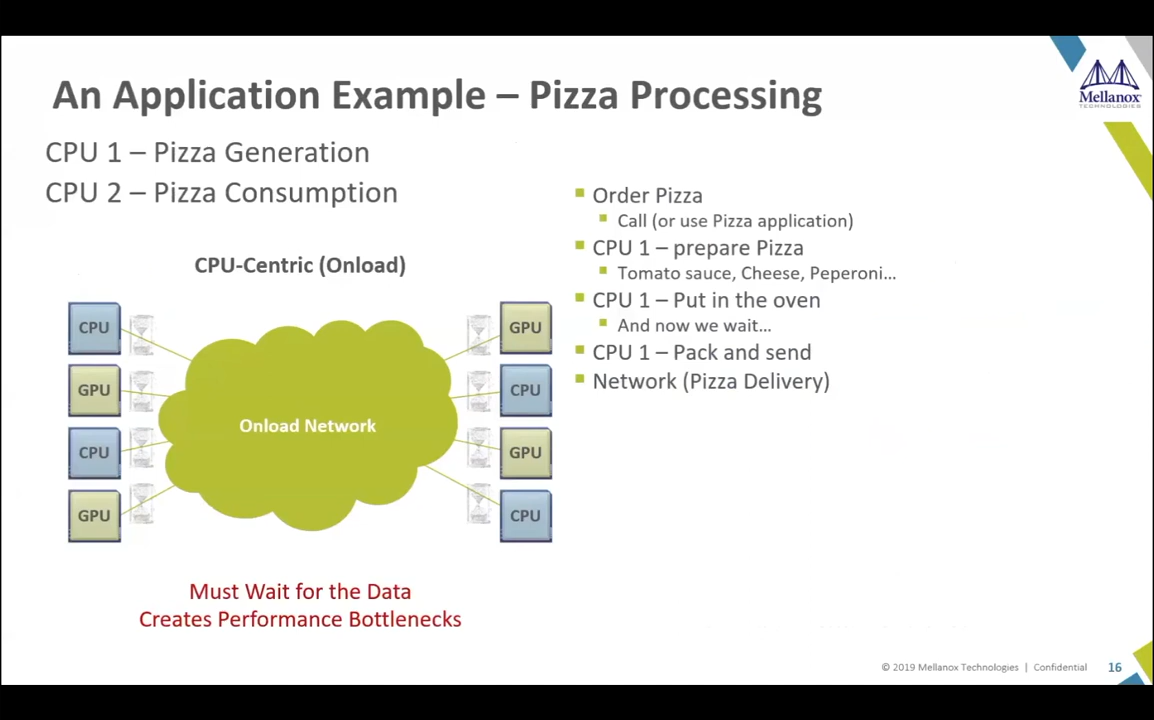 An Application Example – Pizza Processing
Mellanox
TECHNOLOGIES
CPU 1 – Pizza Generation
CPU 2 – Pizza Consumption
CPU-Centric (Onload)
CPU
GPU
CPU
GPU
Onload Network
GPU
CPU
GPU
CPU
Must Wait for the Data
Creates Performance Bottlenecks
Order Pizza
Call (or use Pizza application)
CPU 1 – prepare Pizza
Tomato sauce, Cheese, Peperoni...
CPU 1 – Put in the oven
And now we wait...
CPU 1 – Pack and send
Network (Pizza Delivery)
© 2019 Mellanox Technologies | Confidential 16